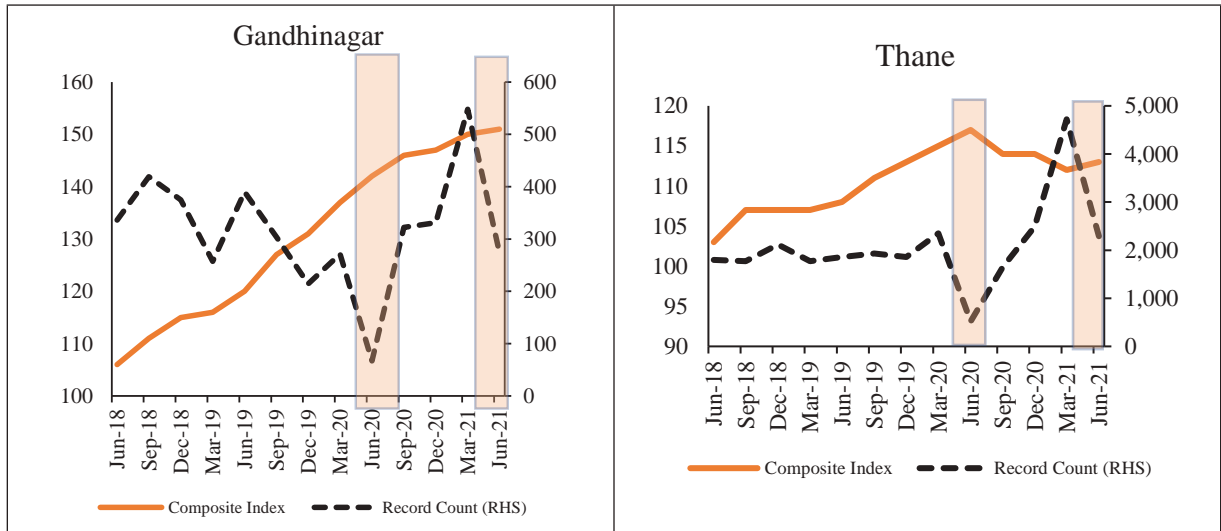 Gandhinagar
160
150
140
130
120
110
100
600
500
400
300
200
100
0
Jun-18
Sep-18
Dec-18
Mar-19
Jun-19
Sep-19
Dec-19
Mar-20
Jun-20
Sep-20
Dec-20
Mar-21
Jun-21
Composite Index
Record Count (RHS)
Thane
120
115
110
105
100
95
90
5,000
4,000
3,000
2,000
1,000
0
Jun-18
Sep-18
Dec-18
Mar-19
Jun-19
Sep-19
Dec-19
Mar-20
Jun-20
Sep-20
Dec-20
Mar-21
Jun-21
Composite Index
Record Count (RHS)